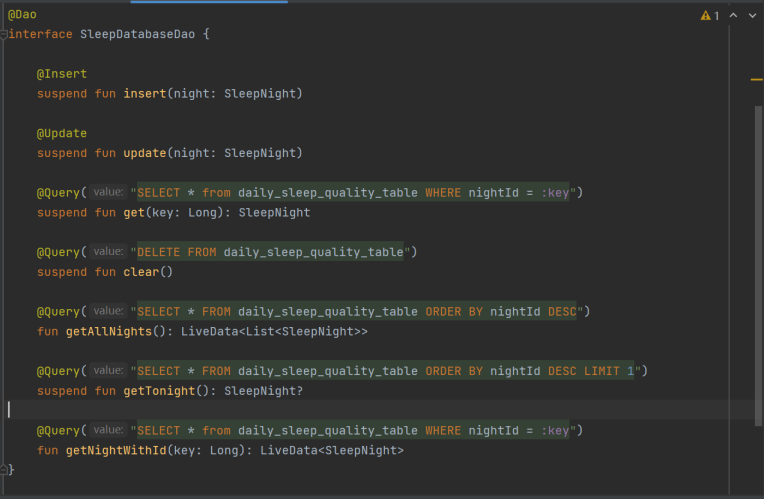 @Dao
1
interface SleepDatabaseDao {
@Insert
suspend fun insert(night: SleepNight)
@Update
suspend fun update(night: SleepNight)
@Query( value: "SELECT * from daily_sleep_quality_table WHERE nightId = :key")
suspend fun get(key: Long): SleepNight
@Query( value: "DELETE FROM daily_sleep_quality_table")
suspend fun clear()
@Query( value: "SELECT * FROM daily_sleep_quality_table ORDER BY nightId DESC")
fun getAllNights(): LiveData<List<SleepNight>>
@Query( value: "SELECT * FROM daily_sleep_quality_table ORDER BY nightId DESC LIMIT 1")
suspend fun getTonight(): SleepNight?
@Query( value: "SELECT * from daily_sleep_quality_table WHERE nightId = :key")
fun getNightWithId(key: Long): LiveData<SleepNight>
}